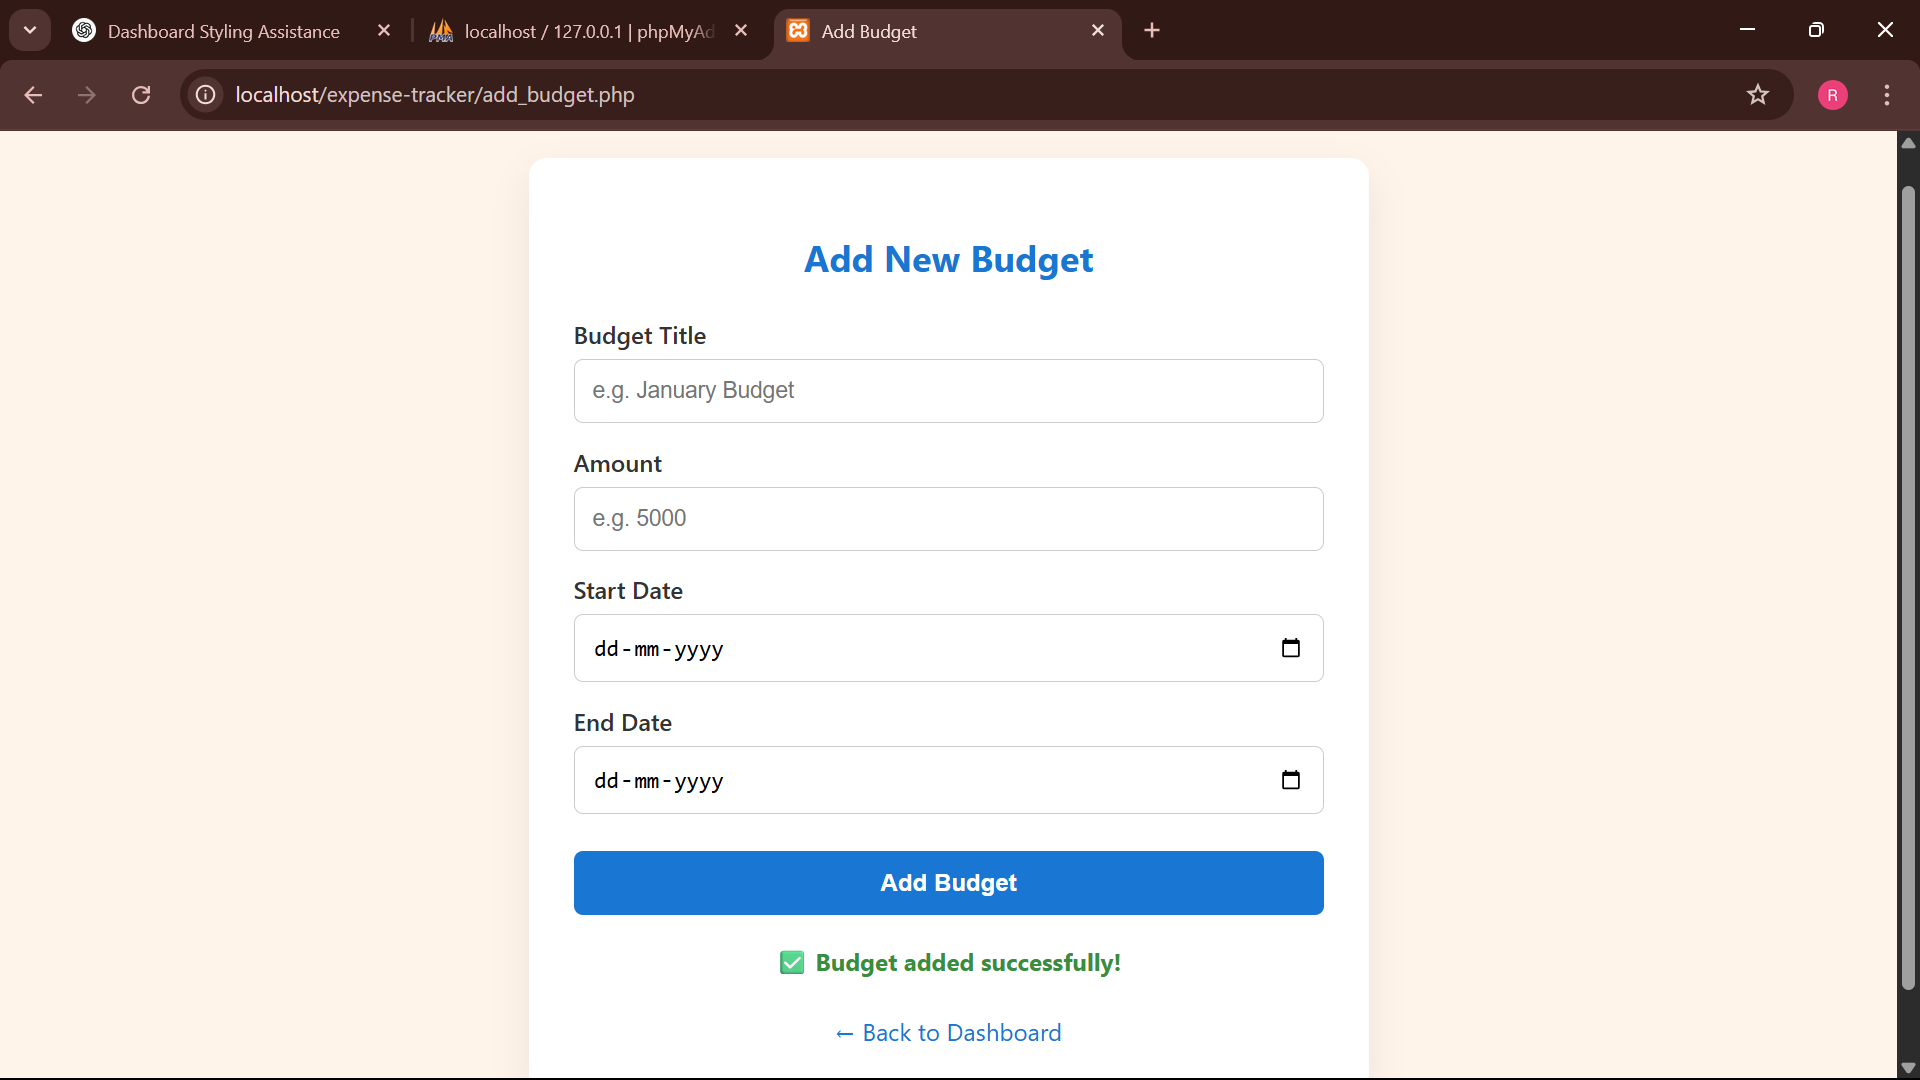 Dashboard Styling Assistance
localhost / 127.0.0.1 | phpMyAd
Add Budget
localhost/expense-tracker/add_budget.php
R
Add New Budget
Budget Title
e.g. January Budget
Amount
e.g. 5000
Start Date
dd-mm-yyyy
End Date
dd-mm-yyyy
Add Budget
✅ Budget added successfully!
← Back to Dashboard